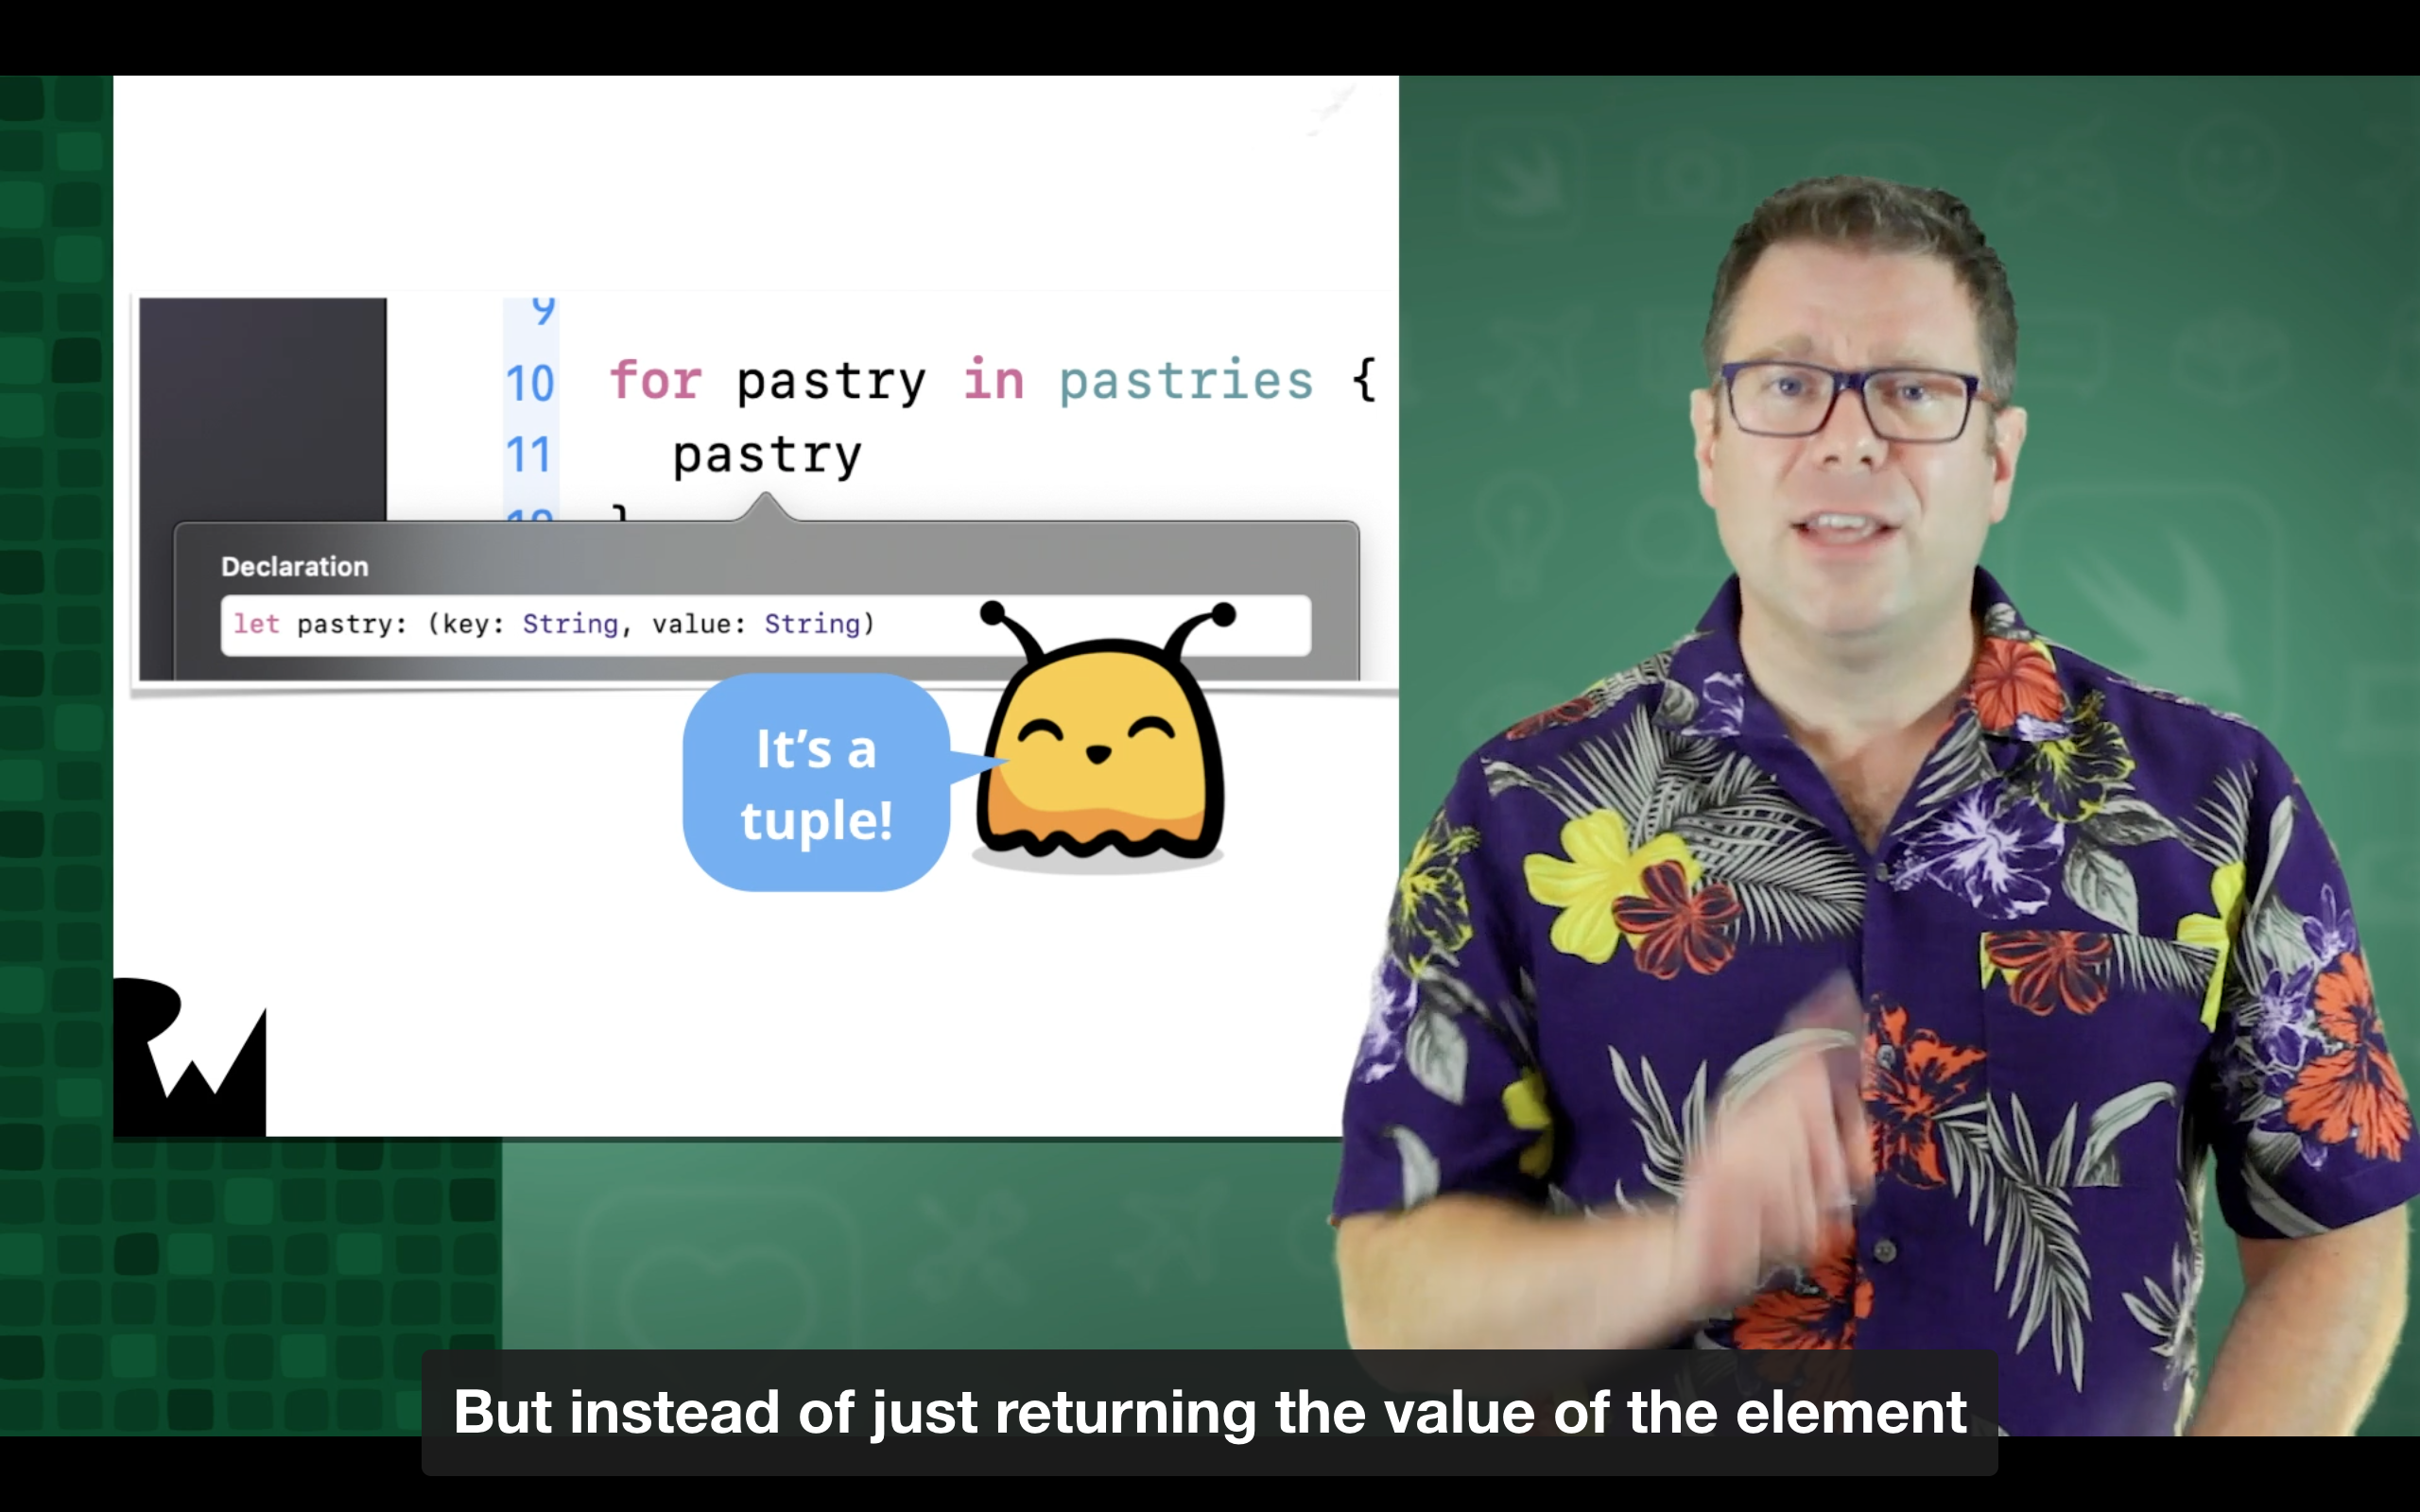 9
10 for pastry in pastries {
11 pastry
}
Declaration
let pastry: (key: String, value: String)
It's a
tuple!
RW
But instead of just returning the value of the element